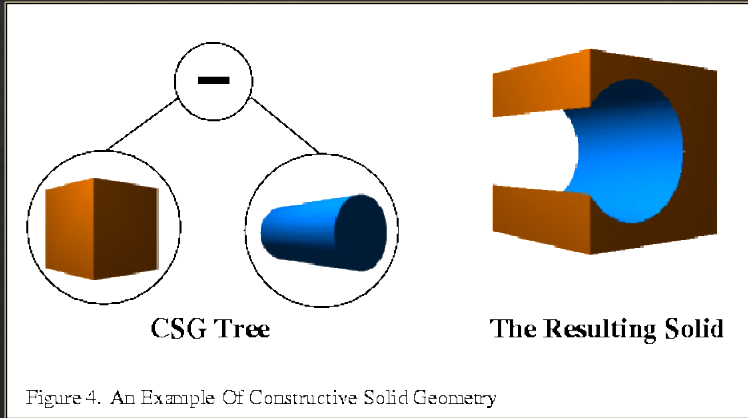 CSG Tree
The Resulting Solid
Figure 4. An Example Of Constructive Solid Geometry